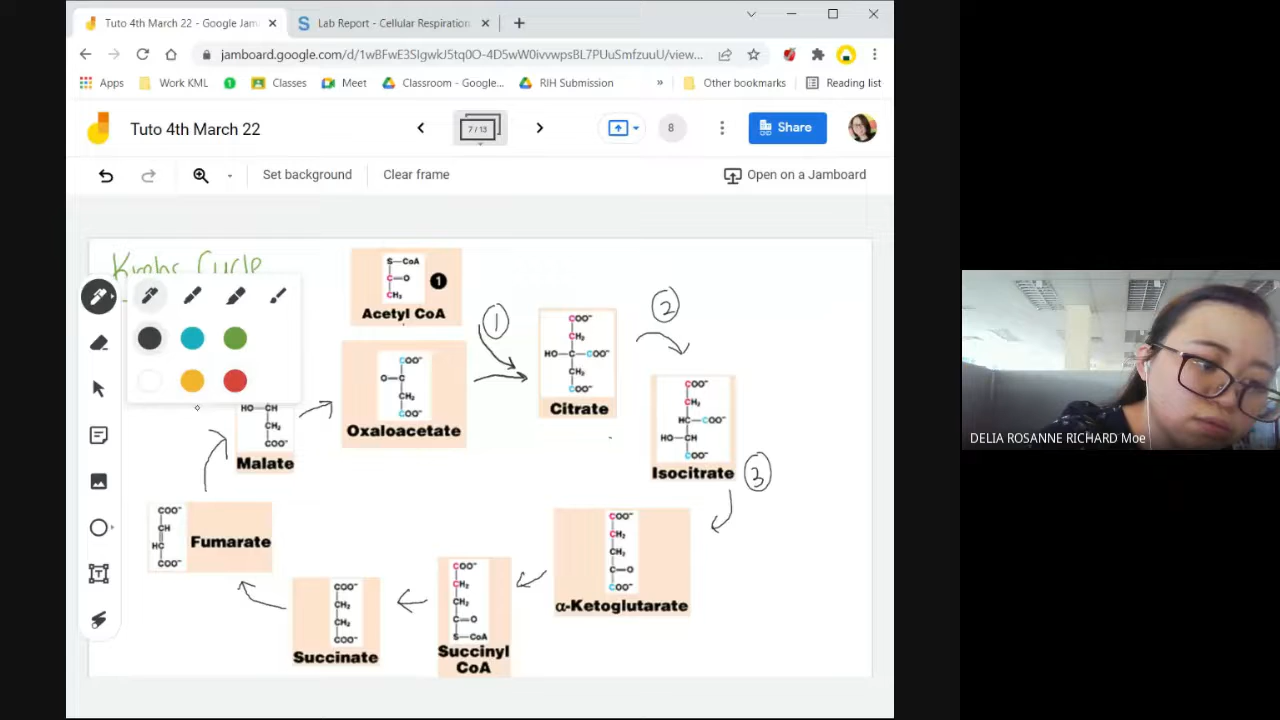 Tuto 4th March 22 - Google Jam
Lab Report - Cellular Respiration
jamboard.google.com/d/1wBFwE3SIgwkJ5tq0O-4D5wW0ivvwpsBL7PUuSmfzuuU/view...
Apps
Work KML
1
Classes
Meet
Classroom - Google...
RIH Submission
»
Other bookmarks
Reading list
Tuto 4th March 22
7 / 13
8
Share
Set background
Clear frame
Open on a Jamboard
Krebs Cycle
S—CoA
C=O
CH₃
1
Acetyl CoA
COO⁻
O=C
CH₂
COO⁻
Oxaloacetate
1
COO⁻
CH₂
HO—C—COO⁻
CH₂
COO⁻
Citrate
2
COO⁻
CH₂
HC—COO⁻
HO—CH
COO⁻
Isocitrate
3
COO⁻
CH₂
CH₂
C=O
COO⁻
α-Ketoglutarate
COO⁻
CH₂
CH₂
C=O
S—CoA
Succinyl
CoA
COO⁻
CH₂
CH₂
COO⁻
Succinate
COO⁻
CH
HC
COO⁻
Fumarate
HO—CH
CH₂
COO⁻
Malate
DELIA ROSANNE RICHARD Moe